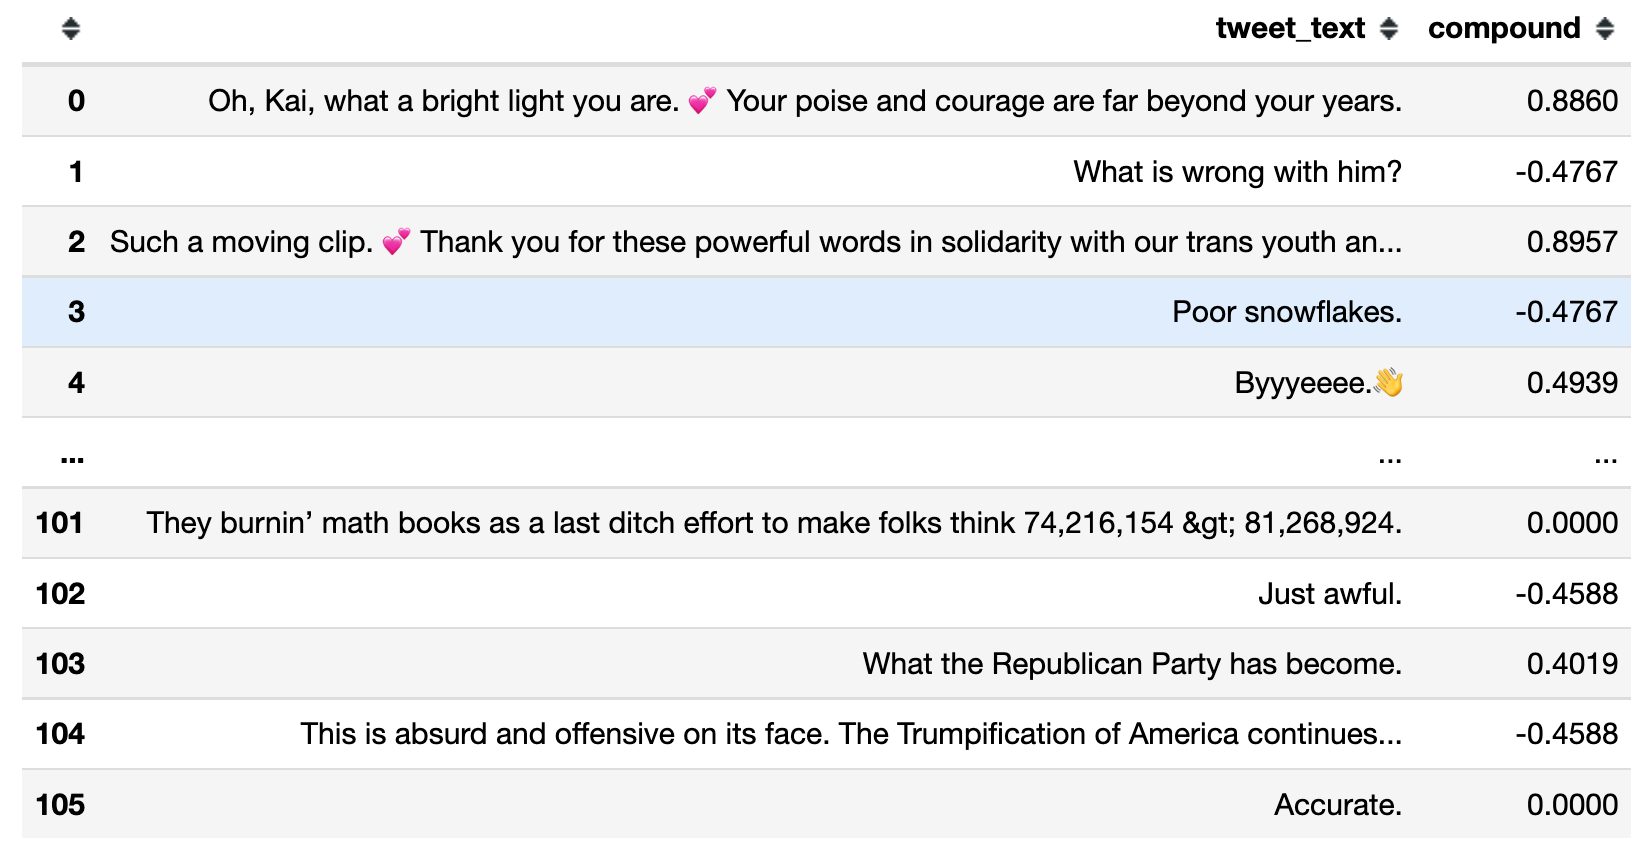 tweet_text compound
0 Oh, Kai, what a bright light you are. 💕 Your poise and courage are far beyond your years. 0.8860
1 What is wrong with him? -0.4767
2 Such a moving clip. 💕 Thank you for these powerful words in solidarity with our trans youth an... 0.8957
3 Poor snowflakes. -0.4767
4 Byyyeeee.👋 0.4939
... ... ...
101 They burnin’ math books as a last ditch effort to make folks think 74,216,154 &gt; 81,268,924. 0.0000
102 Just awful. -0.4588
103 What the Republican Party has become. 0.4019
104 This is absurd and offensive on its face. The Trumpification of America continues... -0.4588
105 Accurate. 0.0000